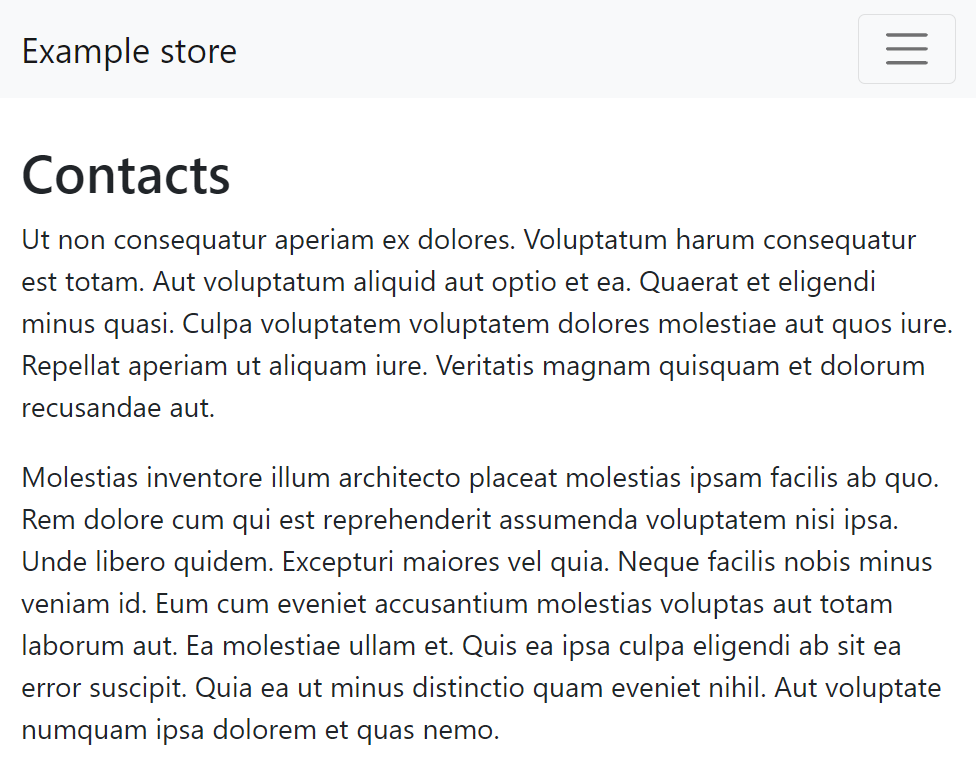 Example store
Contacts
Ut non consequatur aperiam ex dolores. Voluptatum harum consequatur
est totam. Aut voluptatum aliquid aut optio et ea. Quaerat et eligendi
minus quasi. Culpa voluptatem voluptatem dolores molestiae aut quos iure.
Repellat aperiam ut aliquam iure. Veritatis magnam quisquam et dolorum
recusandae aut.
Molestias inventore illum architecto placeat molestias ipsam facilis ab quo.
Rem dolore cum qui est reprehenderit assumenda voluptatem nisi ipsa.
Unde libero quidem. Excepturi maiores vel quia. Neque facilis nobis minus
veniam id. Eum cum eveniet accusantium molestias voluptas aut totam
laborum aut. Ea molestiae ullam et. Quis ea ipsa culpa eligendi ab sit ea
error suscipit. Quia ea ut minus distinctio quam eveniet nihil. Aut voluptate
numquam ipsa dolorem et quas nemo.